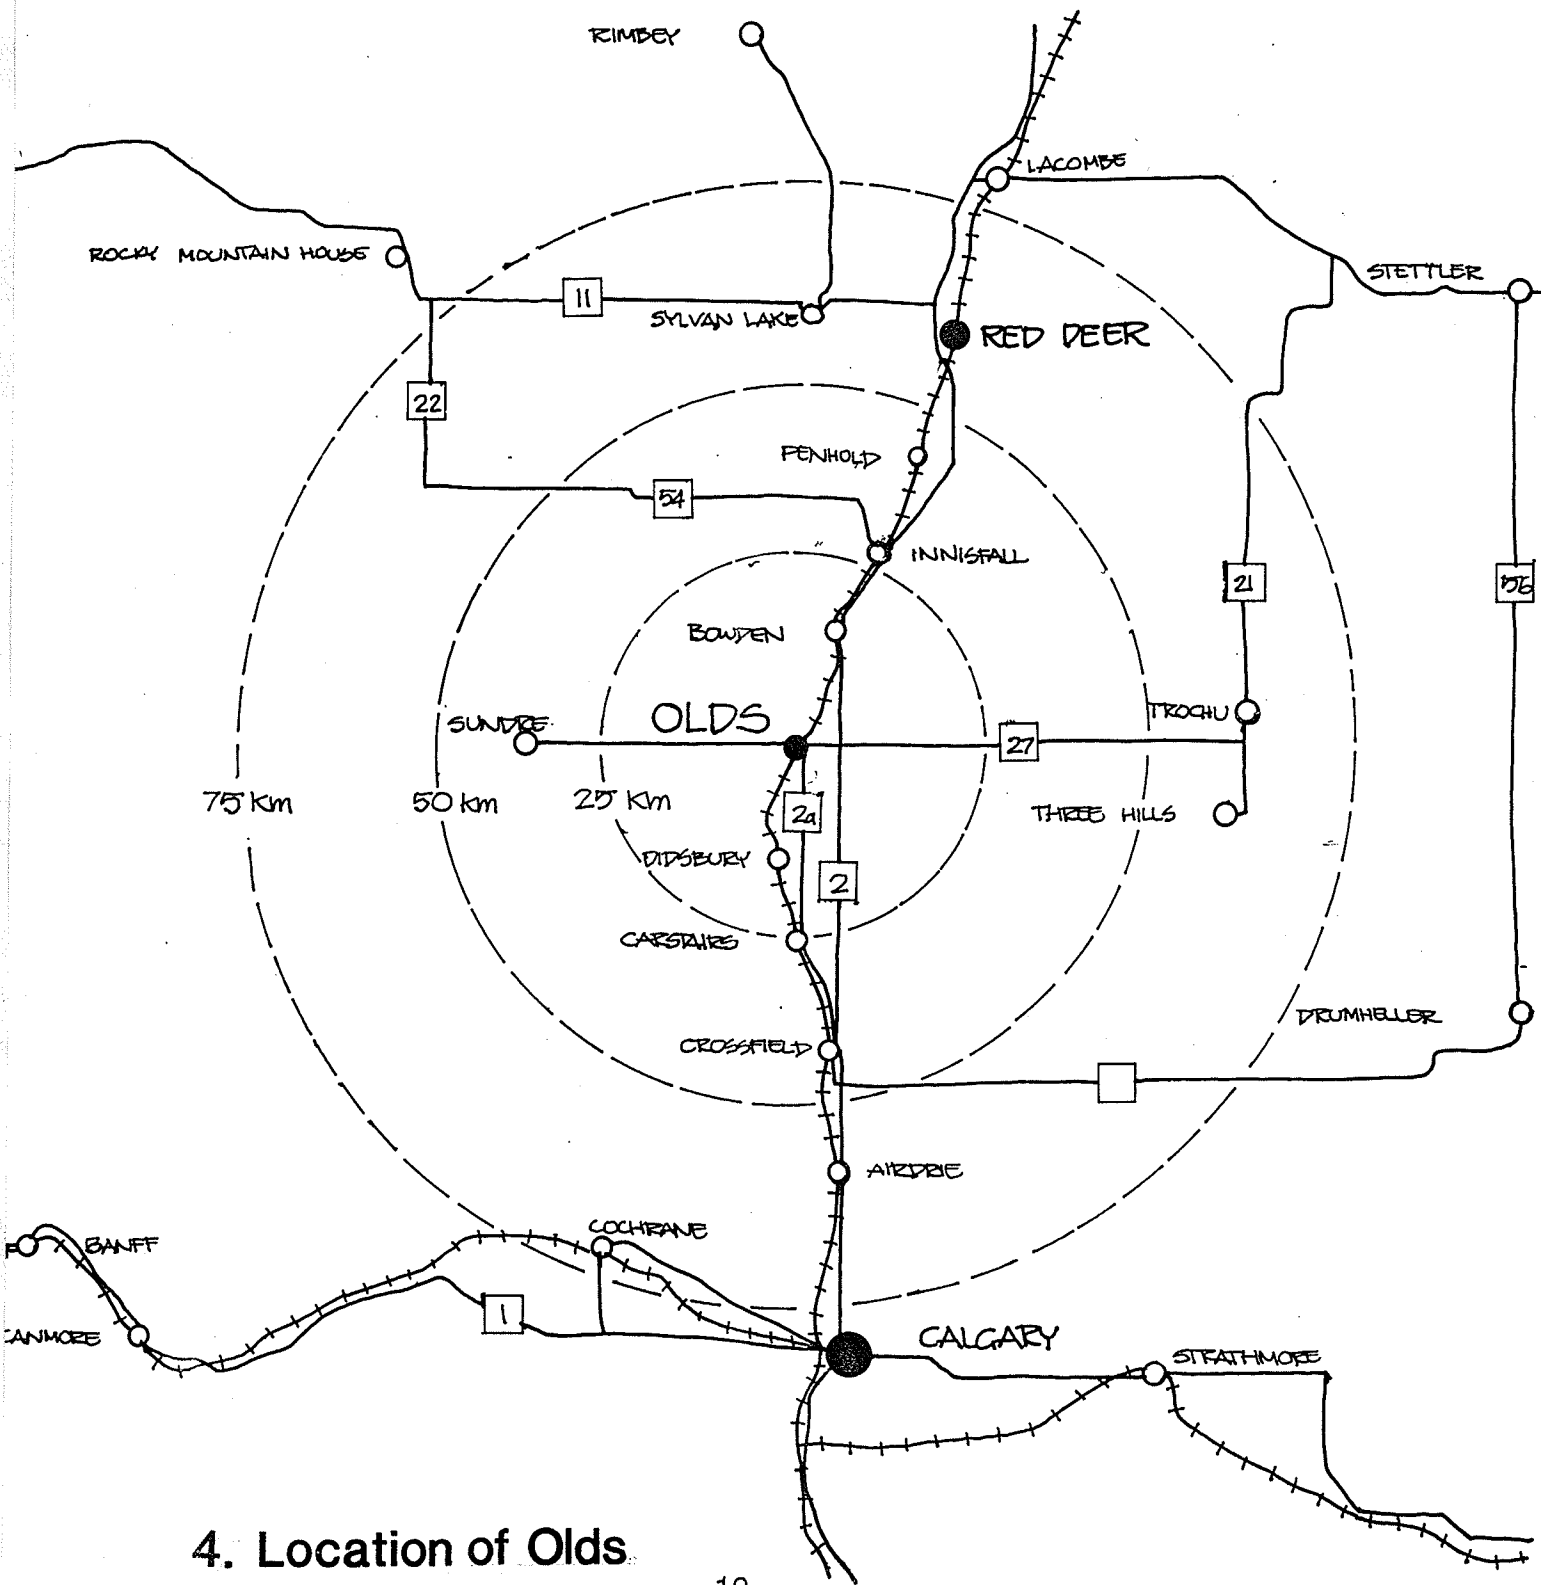 RIMBEY
LACOMBE
ROCKY MOUNTAIN HOUSE
STETTLER
11
SYLVAN LAKE
RED DEER
22
PENHOLD
54
INNISFALL
21
56
BOWDEN
SUNDRE
OLDS
TROCHU
27
75 Km
50 Km
25 Km
2a
THREE HILLS
DIDSBURY
2
CARSTAIRS
DRUMHELLER
CROSSFIELD
AIRDRIE
COCHRANE
BANFF
1
CANMORE
CALGARY
STRATHMORE
4. Location of Olds